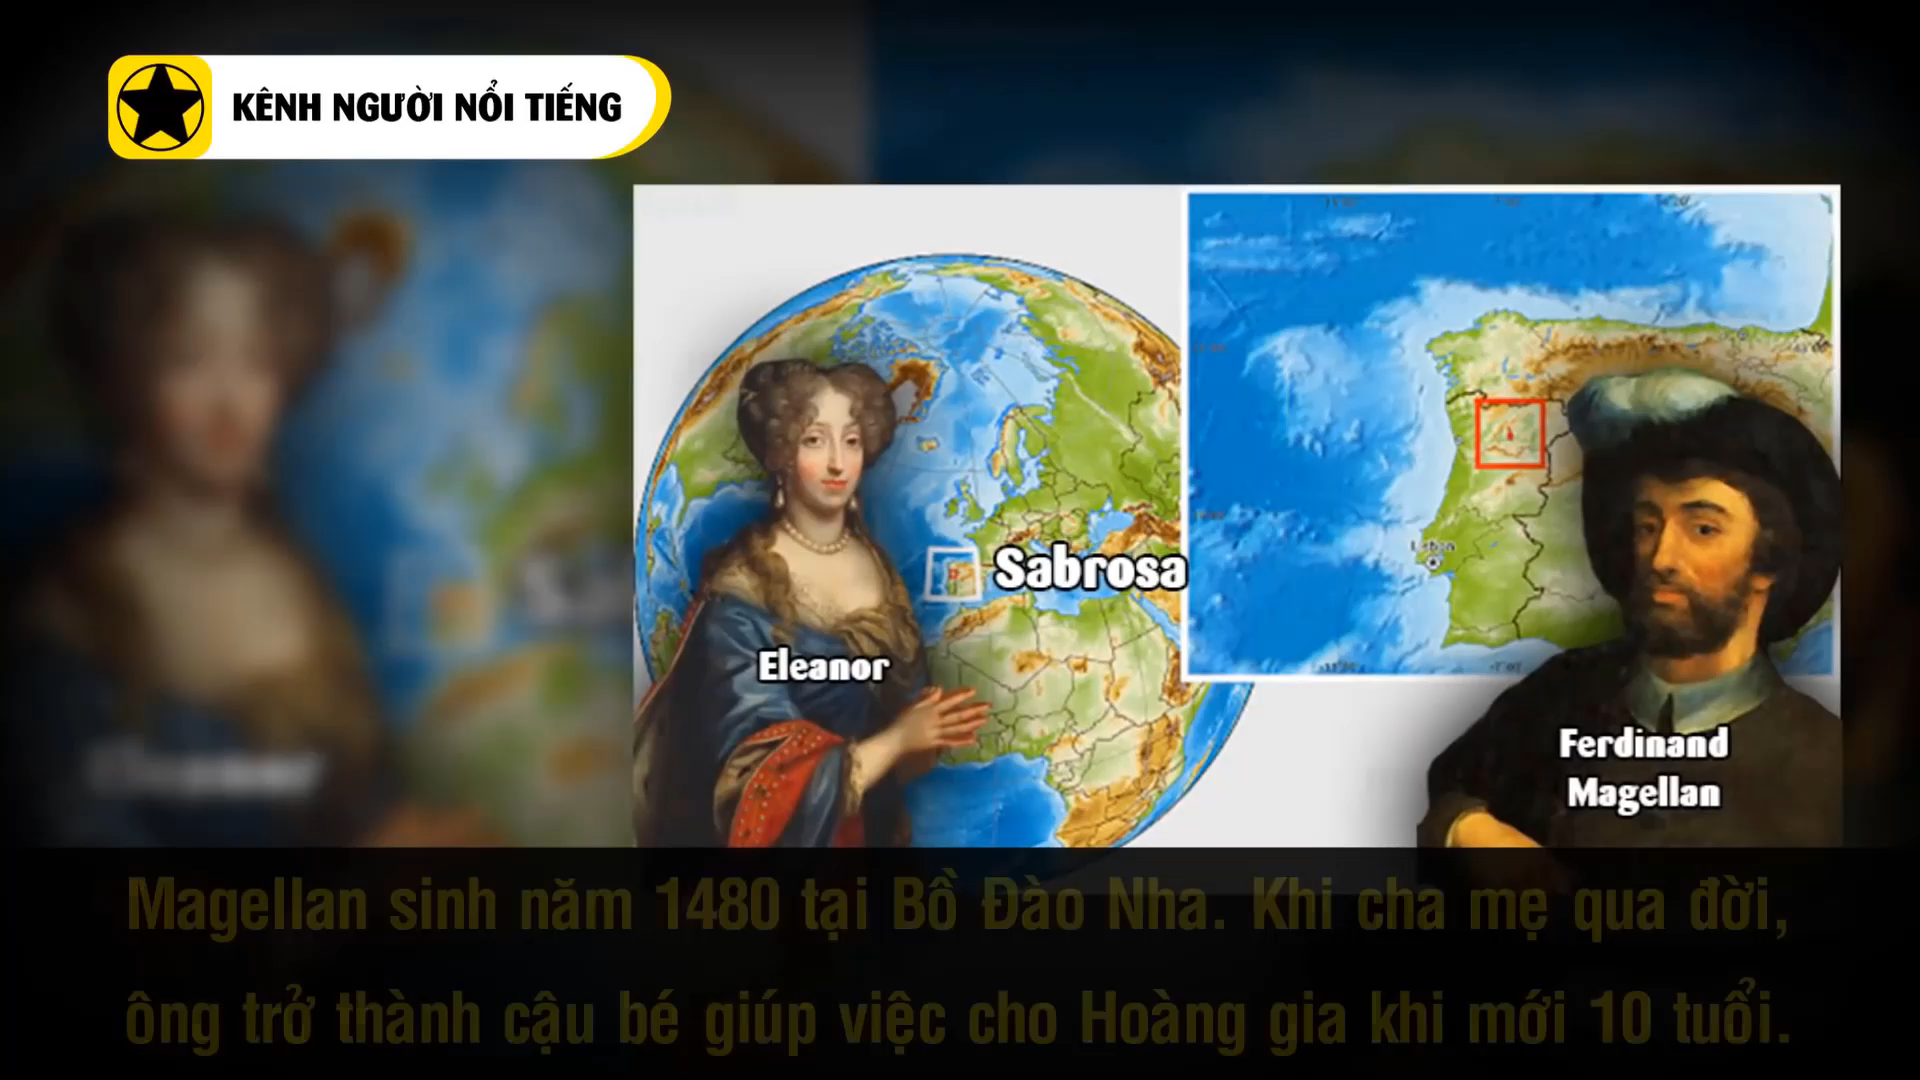 KÊNH NGƯỜI NỔI TIẾNG
Sabrosa
Lisbon
Eleanor
Ferdinand
Magellan
Magellan sinh năm 1480 tại Bồ Đào Nha. Khi cha mẹ qua đời,
ông trở thành cậu bé giúp việc cho Hoàng gia khi mới 10 tuổi.